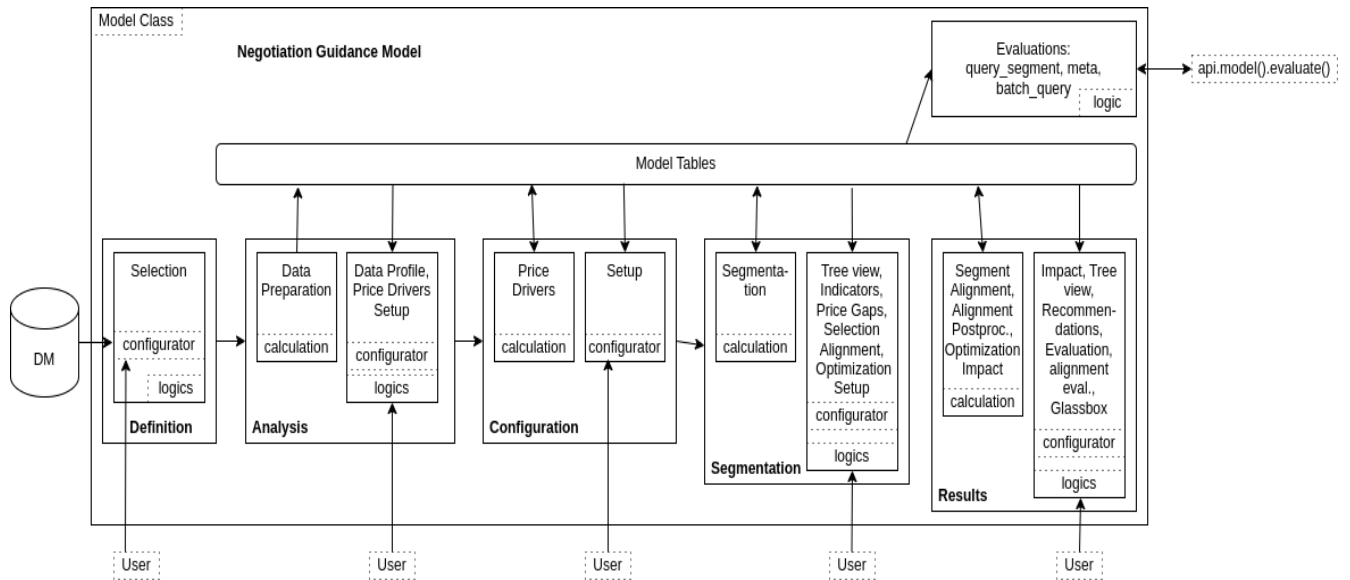 Model Class
Negotiation Guidance Model
Evaluations:
query_segment, meta,
batch_query
logic
api.model().evaluate()
Model Tables
DM
Selection
configurator
logics
Definition
Data
Preparation
calculation
Data Profile,
Price Drivers
Setup
configurator
logics
Analysis
Price
Drivers
calculation
Setup
configurator
Configuration
Segmenta-
tion
calculation
Tree view,
Indicators,
Price Gaps,
Selection
Alignment,
Optimization
Setup
configurator
logics
Segmentation
Segment
Alignment,
Alignment
Postproc.,
Optimization
Impact
calculation
Impact, Tree
view,
Recommen-
dations,
Evaluation,
alignment
eval.,
Glassbox
configurator
logics
Results
User
User
User
User
User